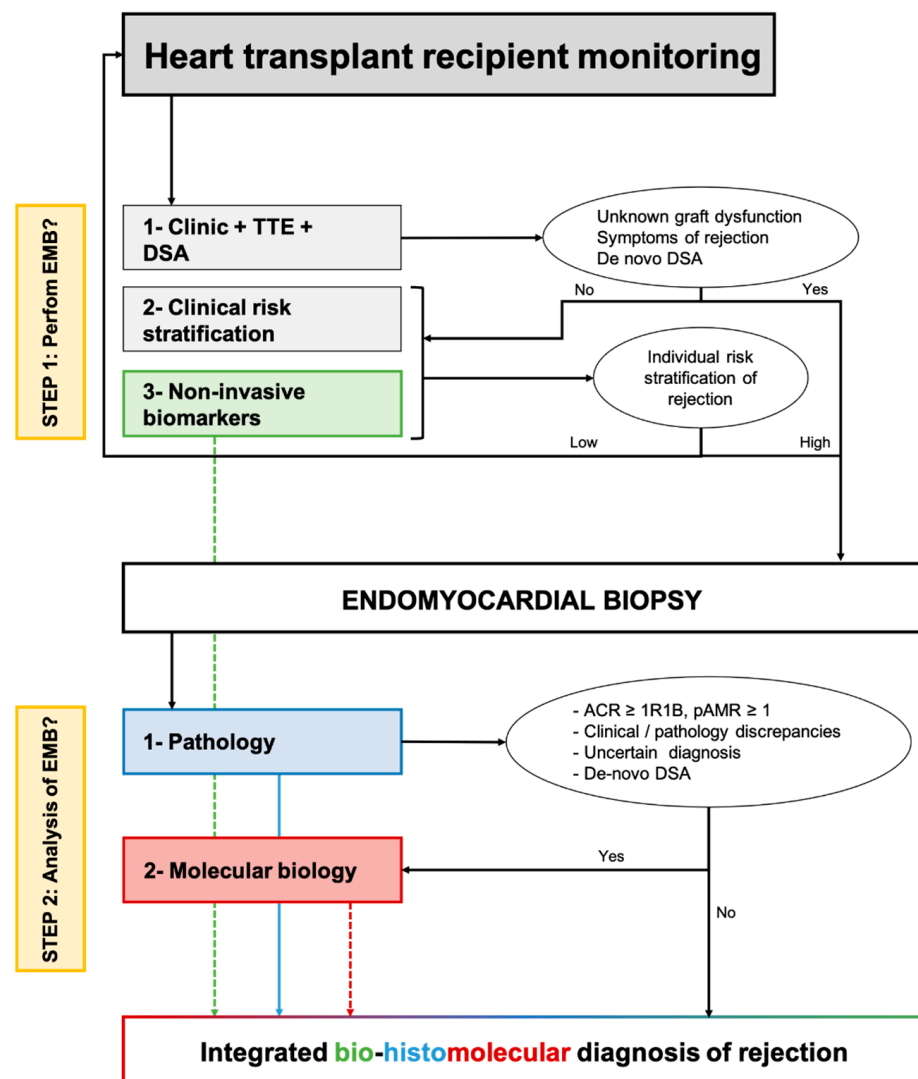 Heart transplant recipient monitoring
STEP 1: Perfom EMB?
1- Clinic + TTE +
DSA
Unknown graft dysfunction
Symptoms of rejection
De novo DSA
No
Yes
2- Clinical risk
stratification
3- Non-invasive
biomarkers
Individual risk
stratification of
rejection
Low
High
ENDOMYOCARDIAL BIOPSY
STEP 2: Analysis of EMB?
1- Pathology
- ACR ≥ 1R1B, pAMR ≥ 1
- Clinical / pathology discrepancies
- Uncertain diagnosis
- De-novo DSA
2- Molecular biology
Yes
No
Integrated bio-histomolecular diagnosis of rejection